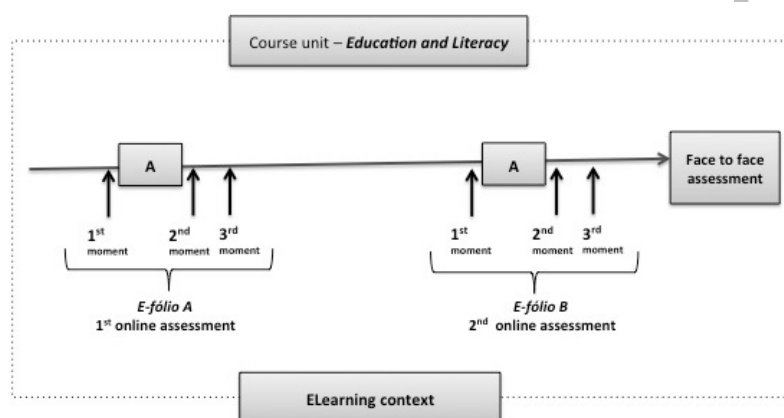 Course unit – Education and Literacy
A
A
Face to face
assessment
1st
moment
2nd
moment
3rd
moment
1st
moment
2nd
moment
3rd
moment
E-fólio A
1st online assessment
E-fólio B
2nd online assessment
ELearning context